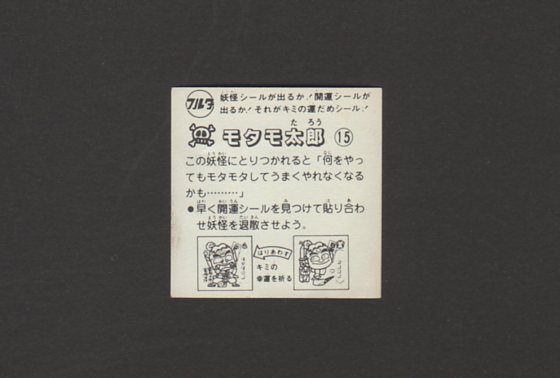 フルタ 妖怪シールが出るか！開運シールが
出るか！それがキミの運だめシール！
モタモ太郎 ⑮
この妖怪にとりつかれると「何をやっ
てもモタモタしてうまくやれなくなる
かも………」
●早く開運シールを見つけて貼り合わ
せ妖怪を退散させよう。
はりあわす
キミの
幸運を祈る